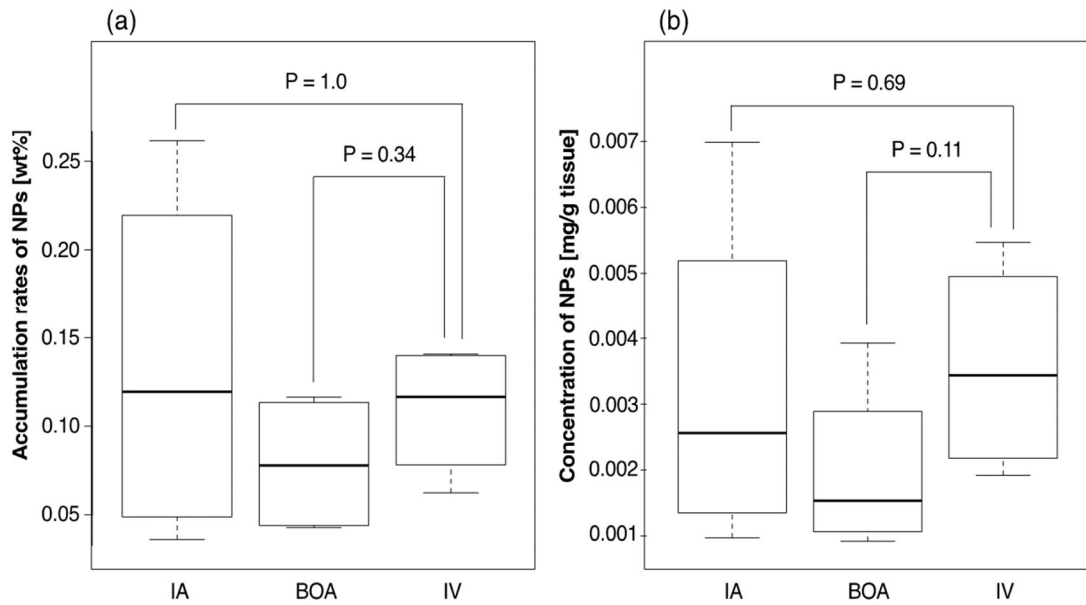 (a)
P = 1.0
P = 0.34
Accumulation rates of NPs [wt%]
0.25
0.20
0.15
0.10
0.05
IA BOA IV
(b)
P = 0.69
P = 0.11
Concentration of NPs [mg/g tissue]
0.007
0.006
0.005
0.004
0.003
0.002
0.001
IA BOA IV